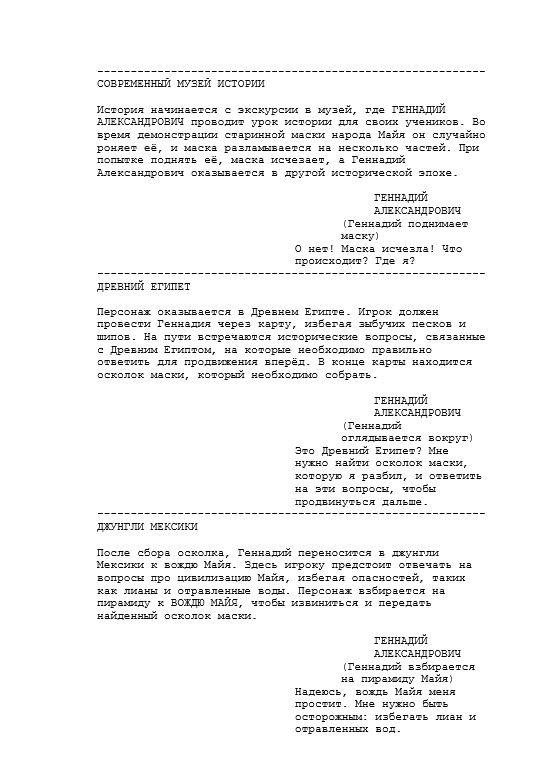 ----------------------------------------------------------
СОВРЕМЕННЫЙ МУЗЕЙ ИСТОРИИ
История начинается с экскурсии в музей, где ГЕННАДИЙ
АЛЕКСАНДРОВИЧ проводит урок истории для своих учеников. Во
время демонстрации старинной маски народа Майя он случайно
роняет её, и маска разламывается на несколько частей. При
попытке поднять её, маска исчезает, а Геннадий
Александрович оказывается в другой исторической эпохе.
ГЕННАДИЙ
АЛЕКСАНДРОВИЧ
(Геннадий поднимает
маску)
О нет! Маска исчезла! Что
происходит? Где я?
----------------------------------------------------------
ДРЕВНИЙ ЕГИПЕТ
Персонаж оказывается в Древнем Египте. Игрок должен
провести Геннадия через карту, избегая зыбучих песков и
шипов. На пути встречаются исторические вопросы, связанные
с Древним Египтом, на которые необходимо правильно
ответить для продвижения вперёд. В конце карты находится
осколок маски, который необходимо собрать.
ГЕННАДИЙ
АЛЕКСАНДРОВИЧ
(Геннадий
оглядывается вокруг)
Это Древний Египет? Мне
нужно найти осколок маски,
которую я разбил, и ответить
на эти вопросы, чтобы
продвинуться дальше.
----------------------------------------------------------
ДЖУНГЛИ МЕКСИКИ
После сбора осколка, Геннадий переносится в джунгли
Мексики к вождю Майя. Здесь игроку предстоит отвечать на
вопросы про цивилизацию Майя, избегая опасностей, таких
как лианы и отравленные воды. Персонаж взбирается на
пирамиду к ВОЖДЮ МАЙЯ, чтобы извиниться и передать
найденный осколок маски.
ГЕННАДИЙ
АЛЕКСАНДРОВИЧ
(Геннадий взбирается
на пирамиду Майя)
Надеюсь, вождь Майя меня
простит. Мне нужно быть
осторожным: избегать лиан и
отравленных вод.